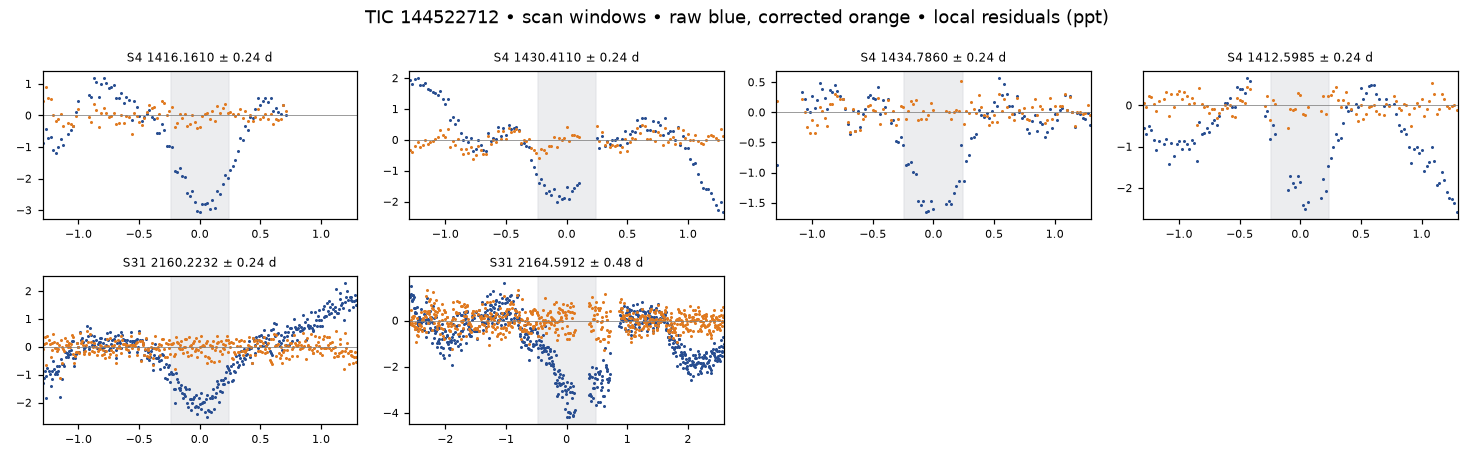 TIC 144522712 • scan windows • raw blue, corrected orange • local residuals (ppt)
S4 1416.1610 ± 0.24 d
S4 1430.4110 ± 0.24 d
S4 1434.7860 ± 0.24 d
S4 1412.5985 ± 0.24 d
1
0
−1
−2
−3
−1.0 −0.5 0.0 0.5 1.0
2
1
0
−1
−2
−1.0 −0.5 0.0 0.5 1.0
0.5
0.0
−0.5
−1.0
−1.5
−1.0 −0.5 0.0 0.5 1.0
0
−1
−2
−1.0 −0.5 0.0 0.5 1.0
S31 2160.2232 ± 0.24 d
S31 2164.5912 ± 0.48 d
2
1
0
−1
−2
−1.0 −0.5 0.0 0.5 1.0
0
−2
−4
−2 −1 0 1 2